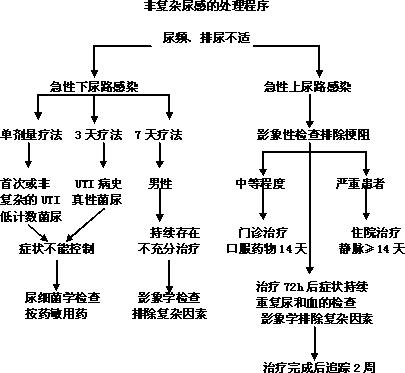 非复杂尿感的处理程序
尿频、排尿不适
急性下尿路感染
急性上尿路感染
单剂量疗法 3天疗法 7天疗法
影象性检查排除梗阻
首次或非
复杂的UTI
低计数菌尿
UTI病史
真性菌尿
男性
中等程度
严重患者
症状不能控制
持续存在
不充分治疗
门诊治疗
口服药物14天
住院治疗
静脉≥14天
尿细菌学检查
按药敏用药
影象学检查
排除复杂因素
治疗72h后症状持续
重复尿和血的检查
影象学排除复杂因素
治疗完成后追踪2周